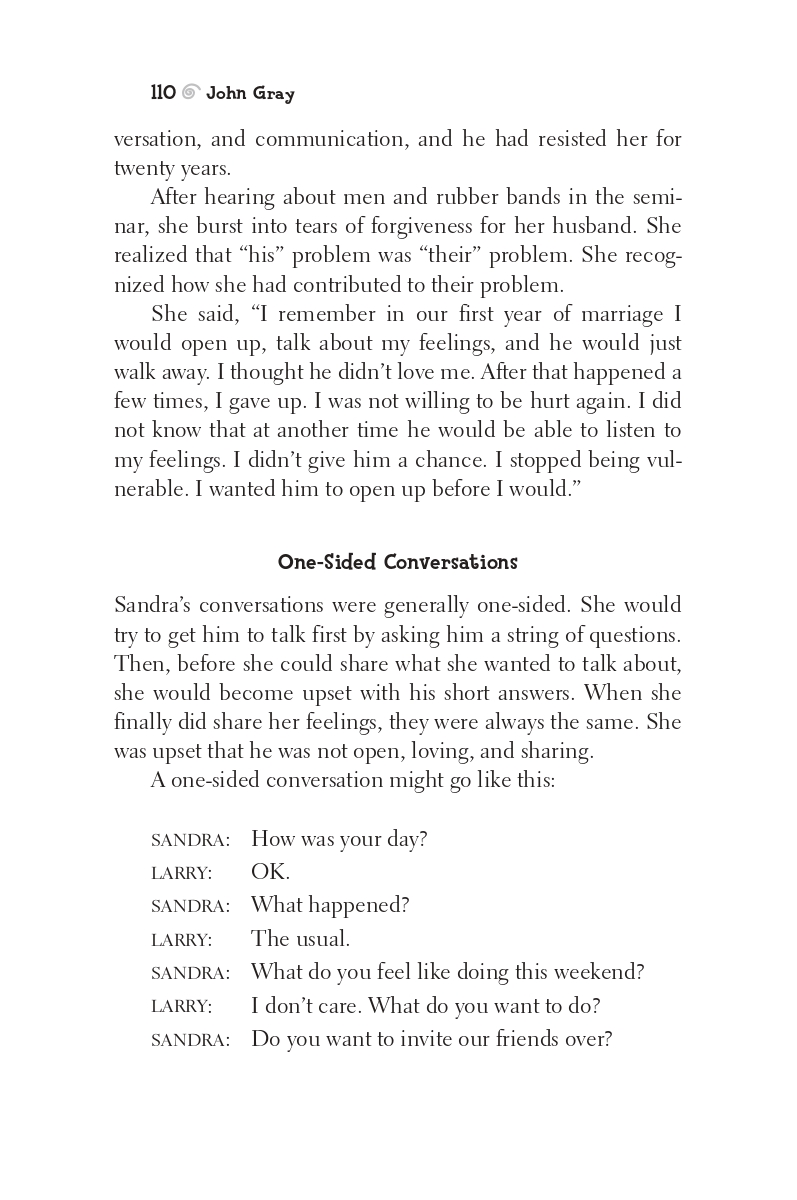 110 John Gray
versation, and communication, and he had resisted her for
twenty years.
After hearing about men and rubber bands in the semi-
nar, she burst into tears of forgiveness for her husband. She
realized that “his” problem was “their” problem. She recog-
nized how she had contributed to their problem.
She said, “I remember in our first year of marriage I
would open up, talk about my feelings, and he would just
walk away. I thought he didn’t love me. After that happened a
few times, I gave up. I was not willing to be hurt again. I did
not know that at another time he would be able to listen to
my feelings. I didn’t give him a chance. I stopped being vul-
nerable. I wanted him to open up before I would.”
One-Sided Conversations
Sandra’s conversations were generally one-sided. She would
try to get him to talk first by asking him a string of questions.
Then, before she could share what she wanted to talk about,
she would become upset with his short answers. When she
finally did share her feelings, they were always the same. She
was upset that he was not open, loving, and sharing.
A one-sided conversation might go like this:
SANDRA: How was your day?
LARRY: OK.
SANDRA: What happened?
LARRY: The usual.
SANDRA: What do you feel like doing this weekend?
LARRY: I don’t care. What do you want to do?
SANDRA: Do you want to invite our friends over?